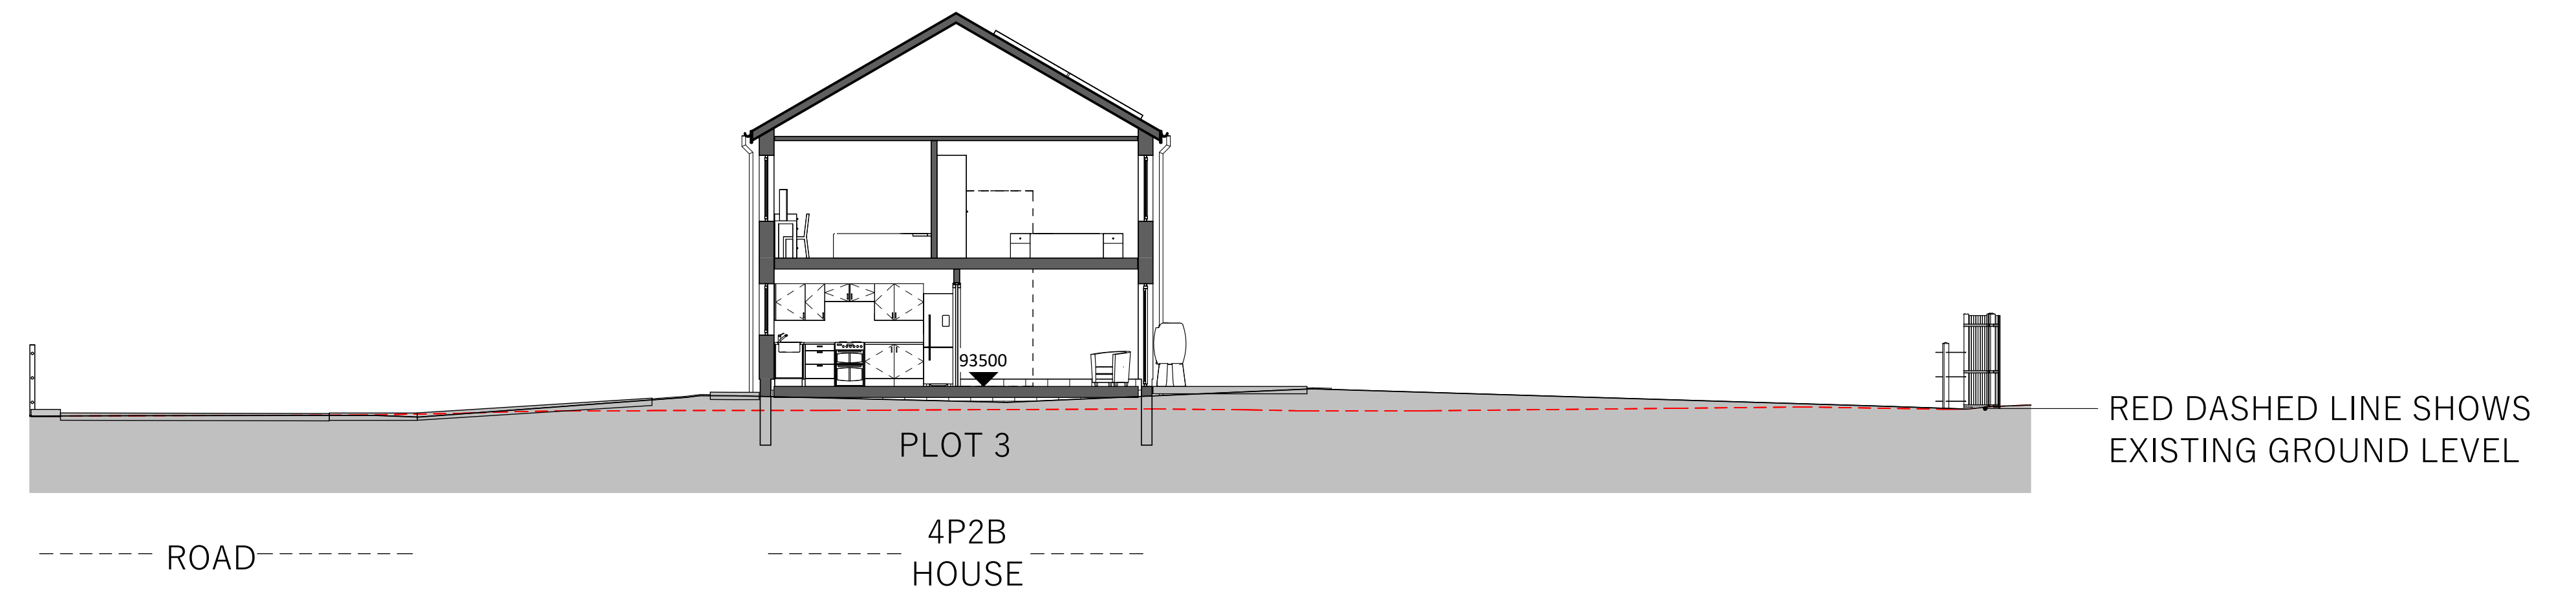 93500
RED DASHED LINE SHOWS
EXISTING GROUND LEVEL
PLOT 3
4P2B
HOUSE
ROAD